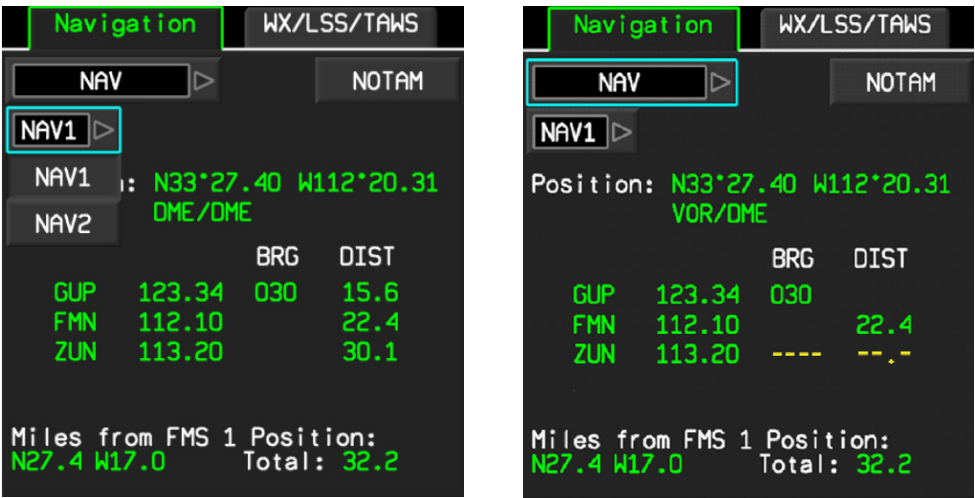 Navigation WX/LSS/TAWS
NAV NOTAM
NAV1
NAV1 : N33°27.40 W112°20.31
NAV2 DME/DME
BRG DIST
GUP 123.34 030 15.6
FMN 112.10 22.4
ZUN 113.20 30.1
Miles from FMS 1 Position:
N27.4 W17.0 Total: 32.2
Navigation WX/LSS/TAWS
NAV NOTAM
NAV1
Position: N33°27.40 W112°20.31
VOR/DME
BRG DIST
GUP 123.34 030
FMN 112.10 22.4
ZUN 113.20 ---- --.-
Miles from FMS 1 Position:
N27.4 W17.0 Total: 32.2